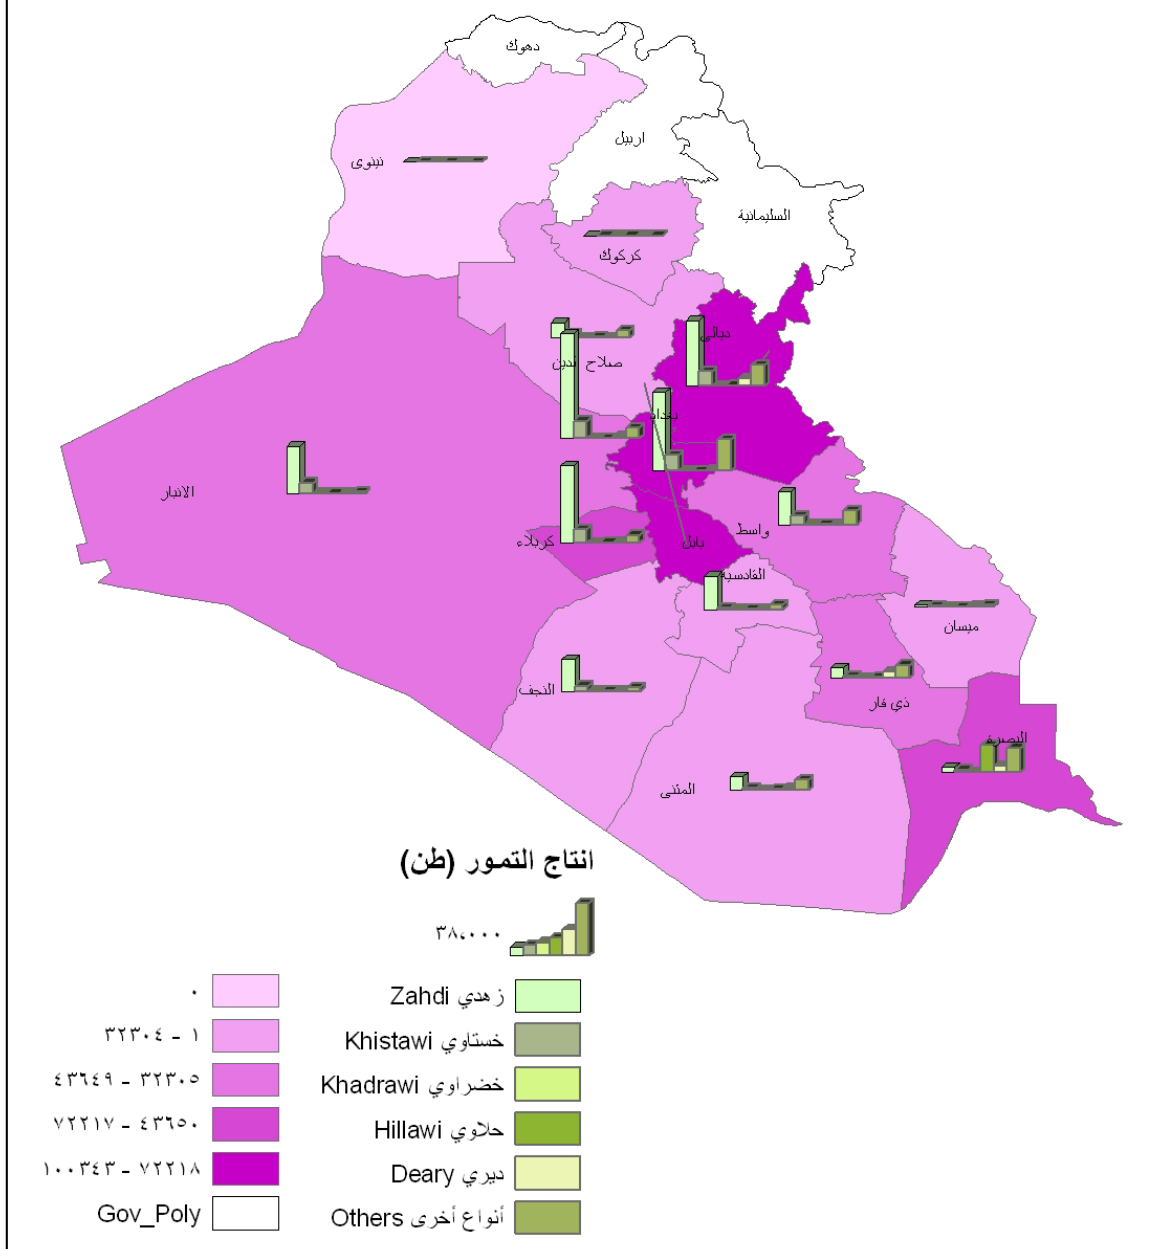 دهوك
اربيل
نينوى
السليمانية
كركوك
ديالى
صلاح الدين
بغداد
الانبار
واسط
كربلاء
بابل
القادسية
ميسان
النجف
ذي قار
البصرة
المثنى
انتاج التمور (طن)
٣٨،٠٠٠
زهدي Zahdi
خستاوي Khistawi
خضراوي Khadrawi
حلاوي Hillawi
ديري Deary
أنواع أخرى Others
٠
١ - ٣٢٣٠٤
٣٢٣٠٥ - ٤٣٦٤٩
٤٣٦٥٠ - ٧٢٢١٧
٧٢٢١٨ - ١٠٠٣٤٣
Gov_Poly